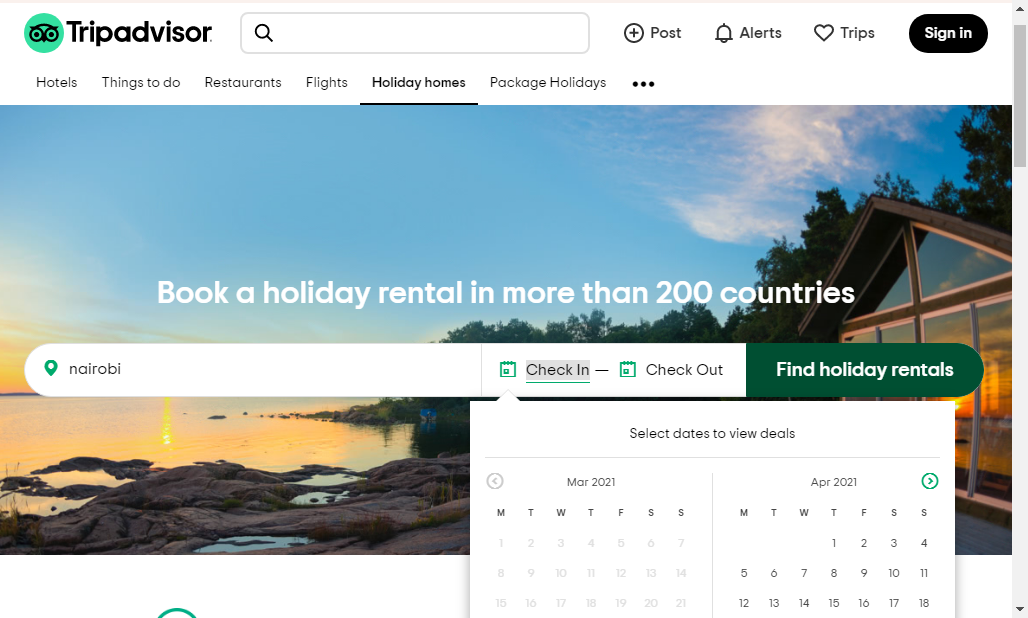 Tripadvisor
Post
Alerts
Trips
Sign in
Hotels
Things to do
Restaurants
Flights
Holiday homes
Package Holidays
Book a holiday rental in more than 200 countries
nairobi
Check In — Check Out
Find holiday rentals
Select dates to view deals
Mar 2021
M T W T F S S
1 2 3 4 5 6 7
8 9 10 11 12 13 14
15 16 17 18 19 20 21
Apr 2021
M T W T F S S
1 2 3 4
5 6 7 8 9 10 11
12 13 14 15 16 17 18